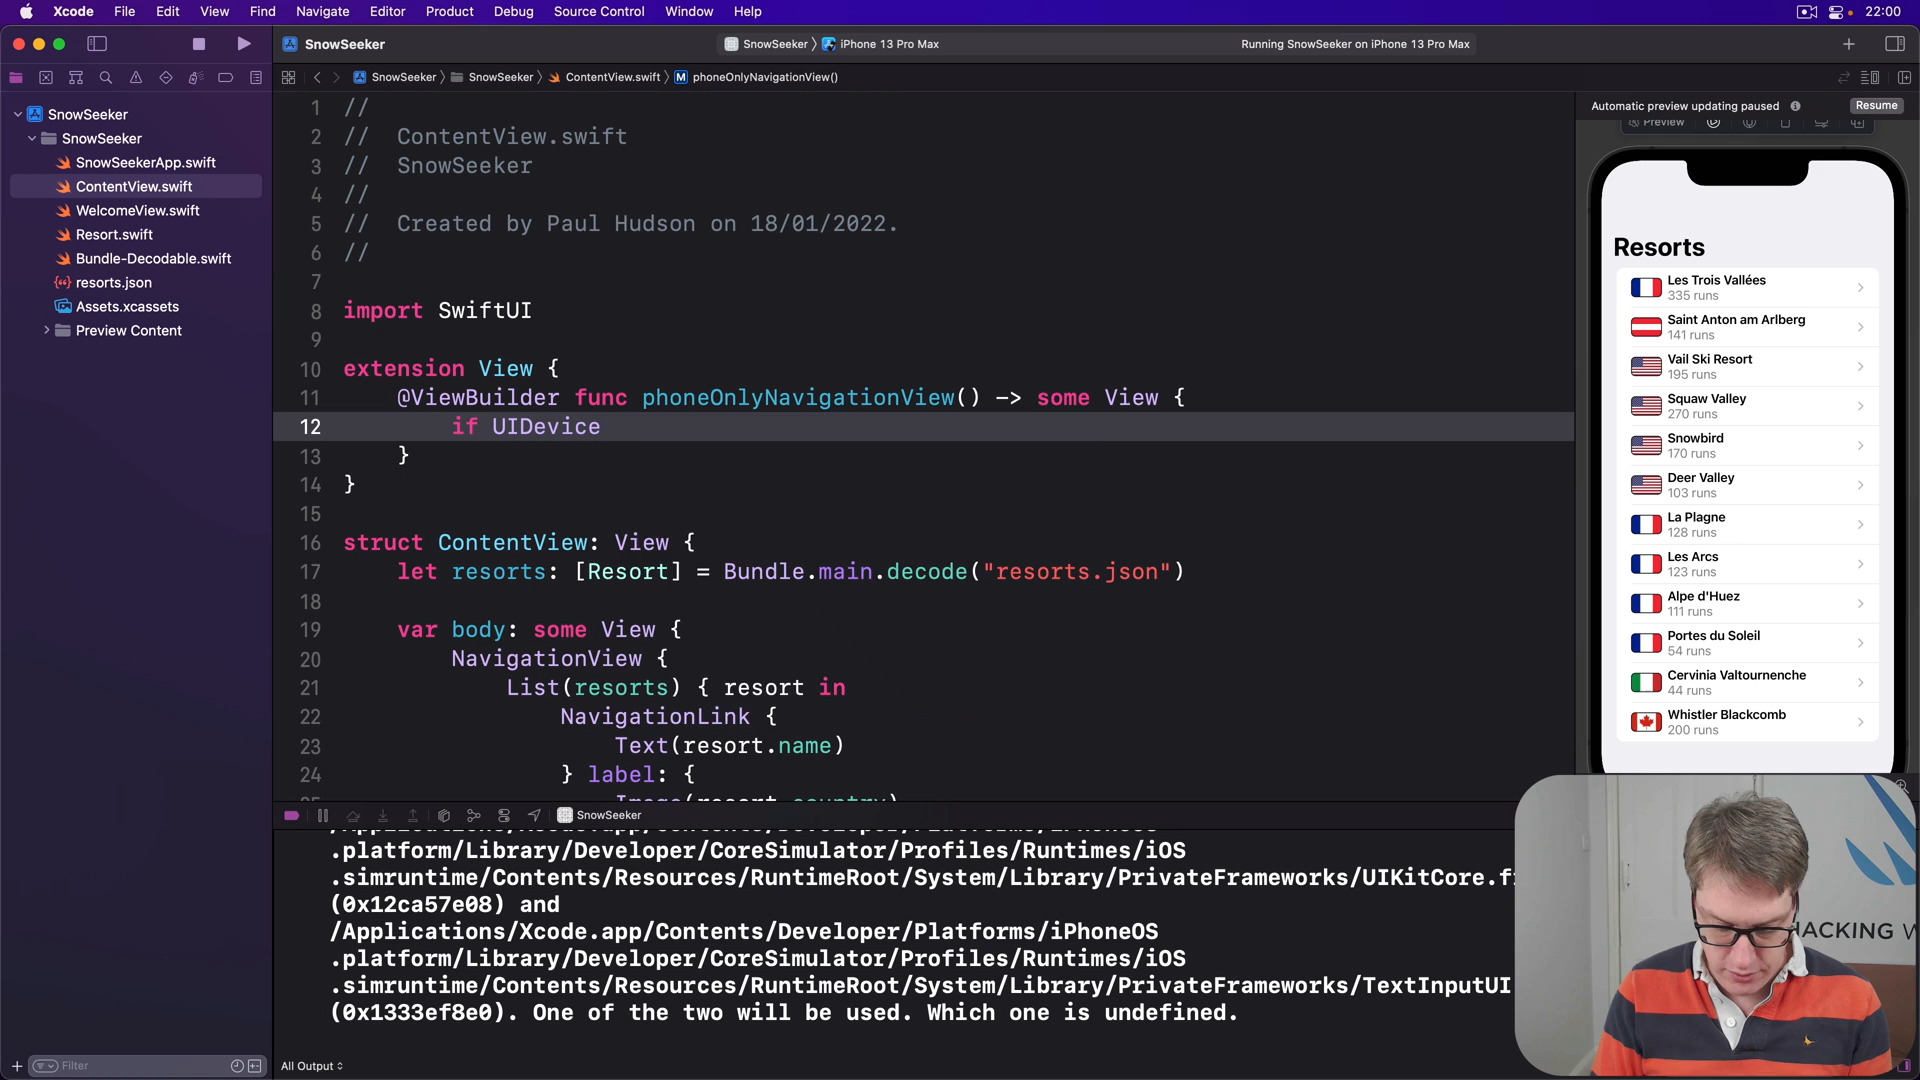 Xcode File Edit View Find Navigate Editor Product Debug Source Control Window Help 22:00
SnowSeeker SnowSeeker iPhone 13 Pro Max Running SnowSeeker on iPhone 13 Pro Max
SnowSeeker SnowSeeker ContentView.swift M phoneOnlyNavigationView()
SnowSeeker
SnowSeeker
SnowSeekerApp.swift
ContentView.swift
WelcomeView.swift
Resort.swift
Bundle-Decodable.swift
resorts.json
Assets.xcassets
Preview Content
Filter
1 //
2 // ContentView.swift
3 // SnowSeeker
4 //
5 // Created by Paul Hudson on 18/01/2022.
6 //
7
8 import SwiftUI
9
10 extension View {
11 @ViewBuilder func phoneOnlyNavigationView() -> some View {
12 if UIDevice
13 }
14 }
15
16 struct ContentView: View {
17 let resorts: [Resort] = Bundle.main.decode("resorts.json")
18
19 var body: some View {
20 NavigationView {
21 List(resorts) { resort in
22 NavigationLink {
23 Text(resort.name)
24 } label: {
25 Image(resort.country)
SnowSeeker
/Applications/Xcode.app/Contents/Developer/Platforms/iPhoneOS
.platform/Library/Developer/CoreSimulator/Profiles/Runtimes/iOS
.simruntime/Contents/Resources/RuntimeRoot/System/Library/PrivateFrameworks/UIKitCore.f
(0x12ca57e08) and
/Applications/Xcode.app/Contents/Developer/Platforms/iPhoneOS
.platform/Library/Developer/CoreSimulator/Profiles/Runtimes/iOS
.simruntime/Contents/Resources/RuntimeRoot/System/Library/PrivateFrameworks/TextInputUI
(0x1333ef8e0). One of the two will be used. Which one is undefined.
All Output
Automatic preview updating paused Resume
Preview
Resorts
Les Trois Vallées
335 runs
Saint Anton am Arlberg
141 runs
Vail Ski Resort
195 runs
Squaw Valley
270 runs
Snowbird
170 runs
Deer Valley
103 runs
La Plagne
128 runs
Les Arcs
123 runs
Alpe d'Huez
111 runs
Portes du Soleil
54 runs
Cervinia Valtournenche
44 runs
Whistler Blackcomb
200 runs
HACKING W